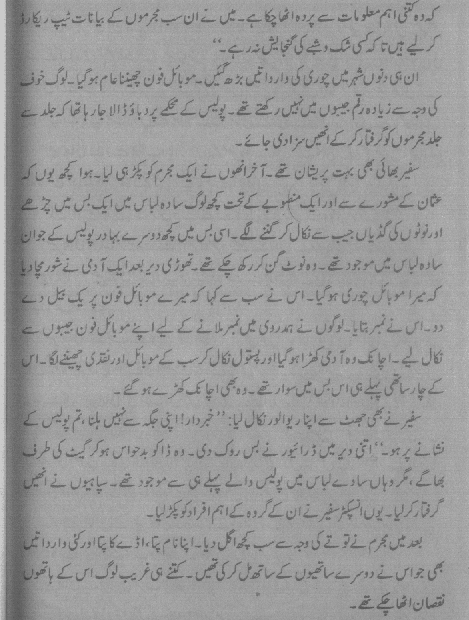 کہ وہ کتنی اہم معلومات سے پردہ اٹھا چکا ہے۔ میں نے ان سب مجرموں کے بیانات ٹیپ ریکارڈ
کر لیے ہیں تاکہ کسی شک و شبے کی گنجایش نہ رہے۔‘‘
ان ہی دنوں شہر میں چوری کی وارداتیں بڑھ گئیں۔ موبائل فون چھیننا عام ہو گیا۔ لوگ خوف
کی وجہ سے زیادہ رقم جیبوں میں نہیں رکھتے تھے۔ پولیس کے محکمے پر دباؤ ڈالا جا رہا تھا کہ جلد سے
جلد مجرموں کو گرفتار کر کے انھیں سزا دی جائے۔
سفیر بھائی بھی بہت پریشان تھے۔ آخر انھوں نے ایک مجرم کو پکڑ ہی لیا۔ ہوا کچھ یوں کہ
عثمان کے مشورے سے اور ایک منصوبے کے تحت کچھ لوگ سادہ لباس میں ایک بس میں چڑھے
اور نوٹوں کی گڈیاں جیب سے نکال کر گننے لگے۔ اسی بس میں کچھ دوسرے بہادر پولیس کے جوان
سادہ لباس میں موجود تھے۔ وہ نوٹ گن کر رکھ چکے تھے۔ تھوڑی دیر بعد ایک آدمی نے شور مچا دیا
کہ میرا موبائل چوری ہو گیا۔ اس نے سب سے کہا کہ میرے موبائل فون پر یک بیل دے
دو۔ اس نے نمبر بتایا۔ لوگوں نے ہمدردی میں نمبر ملانے کے لیے اپنے موبائل فون جیبوں سے
نکال لیے۔ اچانک وہ آدمی کھڑا ہو گیا اور پستول نکال کر سب کے موبائل اور نقدی چھیننے لگا۔ اس
کے چار ساتھی پہلے ہی اس بس میں سوار تھے۔ وہ بھی اچانک کھڑے ہو گئے۔
سفیر نے بھی جھٹ سے اپنا ریوالور نکال لیا: ’’خبردار! اپنی جگہ سے نہیں ہلنا، تم پولیس کے
نشانے پر ہو۔‘‘ اتنی دیر میں ڈرائیور نے بس روک دی۔ وہ ڈاکو بدحواس ہو کر گیٹ کی طرف
بھاگے، مگر وہاں سادے لباس میں پولیس والے پہلے ہی سے موجود تھے۔ سپاہیوں نے انھیں
گرفتار کر لیا۔ یوں انسپکٹر سفیر نے ان کے گروہ کے اہم افراد کو پکڑ لیا۔
بعد میں مجرم نے توتے کی وجہ سے سب کچھ اگل دیا۔ اپنا نام پتا، اڈے کا پتا اور کئی وارداتیں
بھی جو اس نے دوسرے ساتھیوں کے ساتھ مل کر کی تھیں۔ کتنے ہی غریب لوگ اس کے ہاتھوں
نقصان اٹھا چکے تھے۔